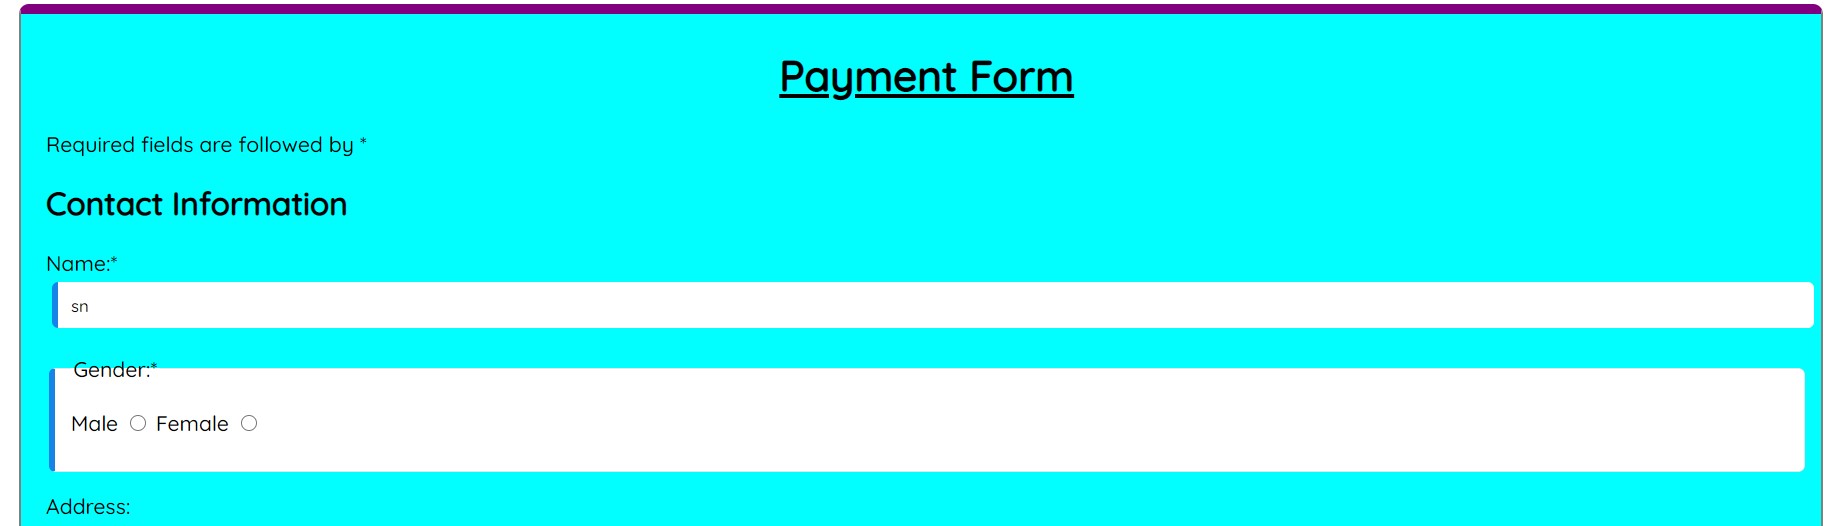 Payment Form
Required fields are followed by *
Contact Information
Name:*
sn
Gender:*
Male Female
Address: